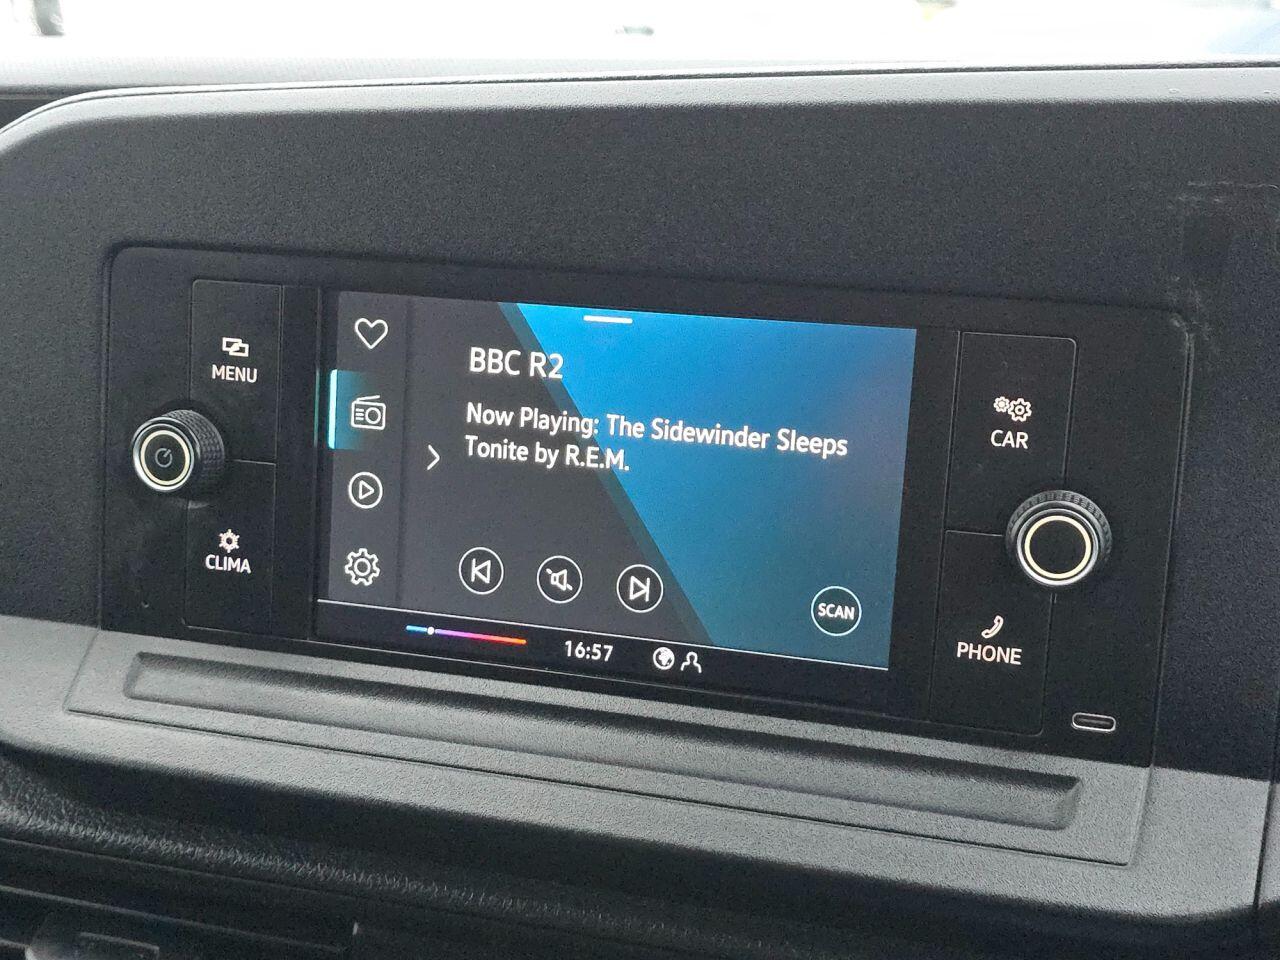 MENU
CLIMA
BBC R2
Now Playing: The Sidewinder Sleeps
Tonite by R.E.M.
SCAN
16:57
CAR
PHONE